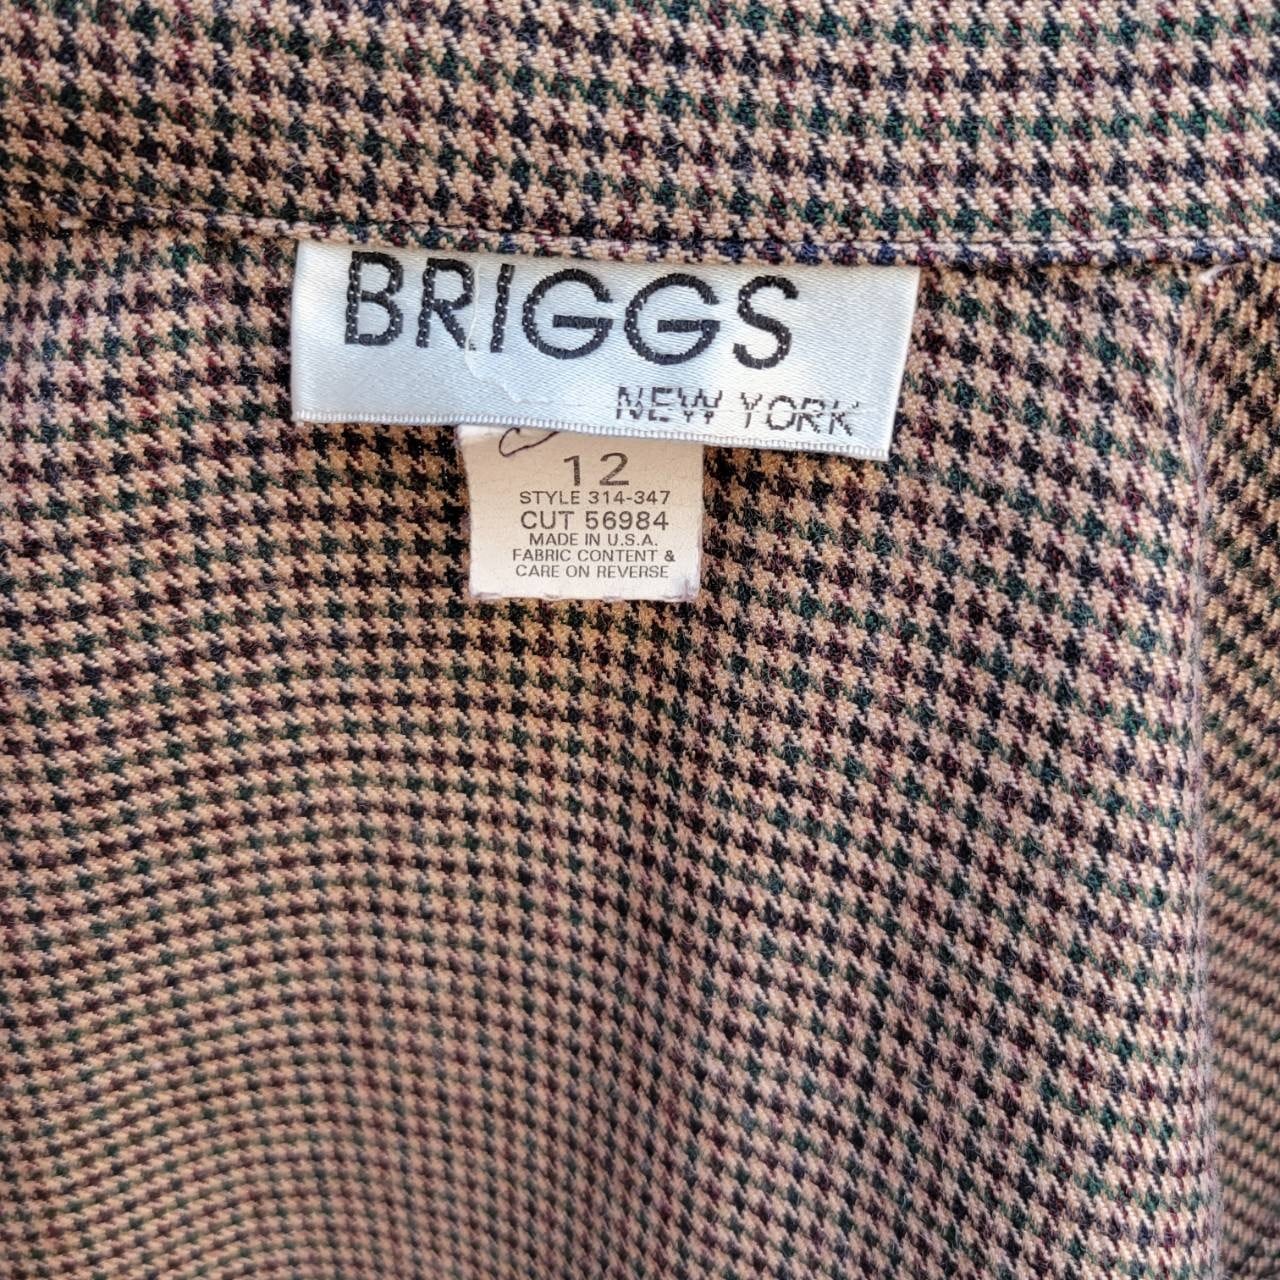 BRIGGS
NEW YORK
12
STYLE 314-347
CUT 56984
MADE IN U.S.A.
FABRIC CONTENT &
CARE ON REVERSE